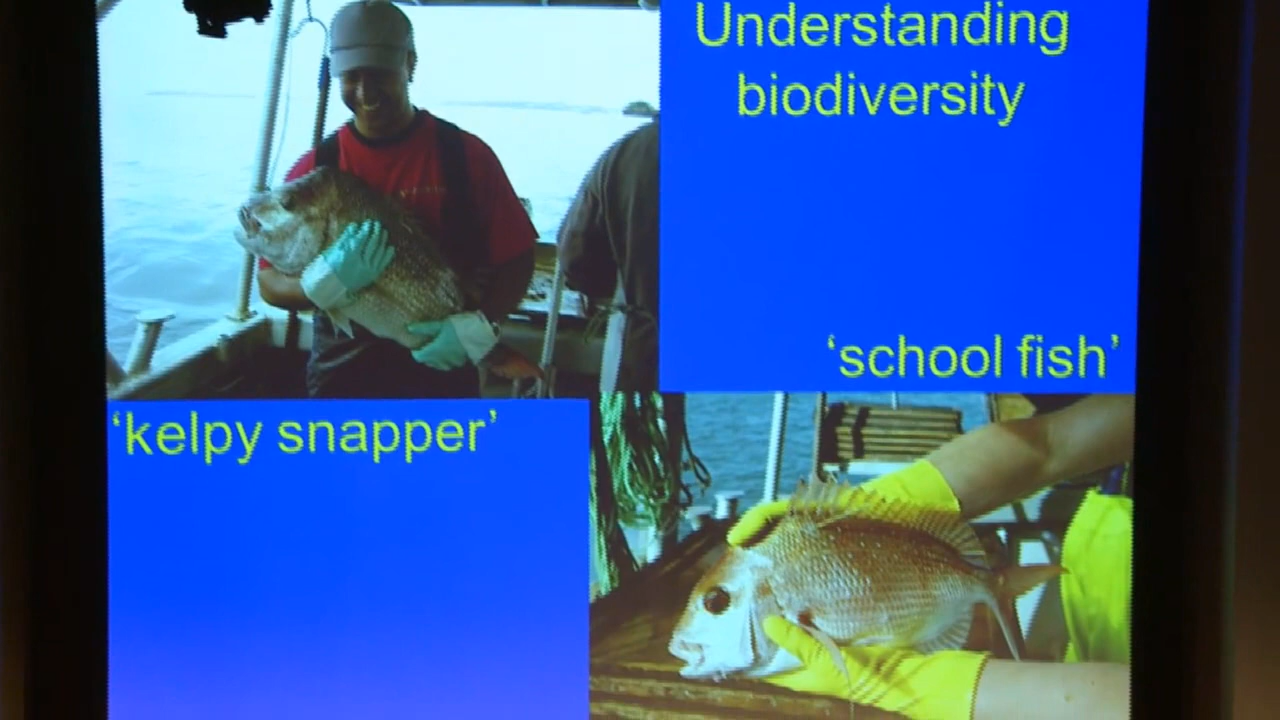 Understanding
biodiversity
‘school fish’
‘kelpy snapper’